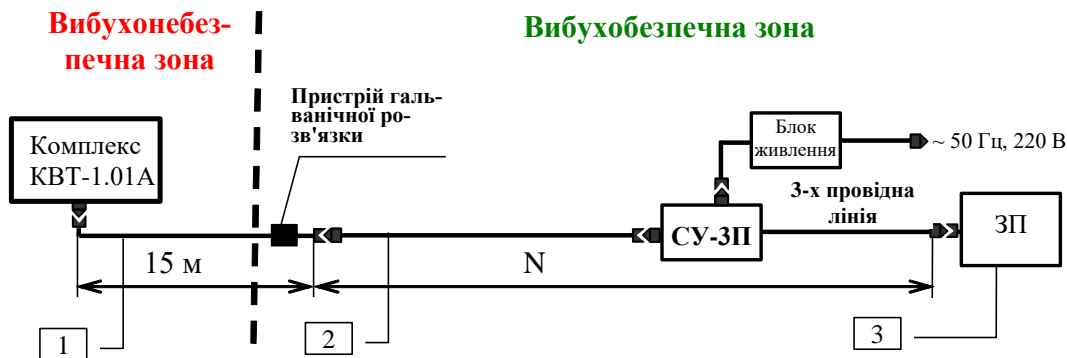 Вибухонебез-
печна зона
Вибухобезпечна зона
Пристрій галь-
ванічної ро-
зв'язки
Блок
живлення
~ 50 Гц, 220 В
Комплекс
КВТ-1.01А
3-х провідна
лінія
СУ-ЗП
ЗП
15 м
N
1
2
3